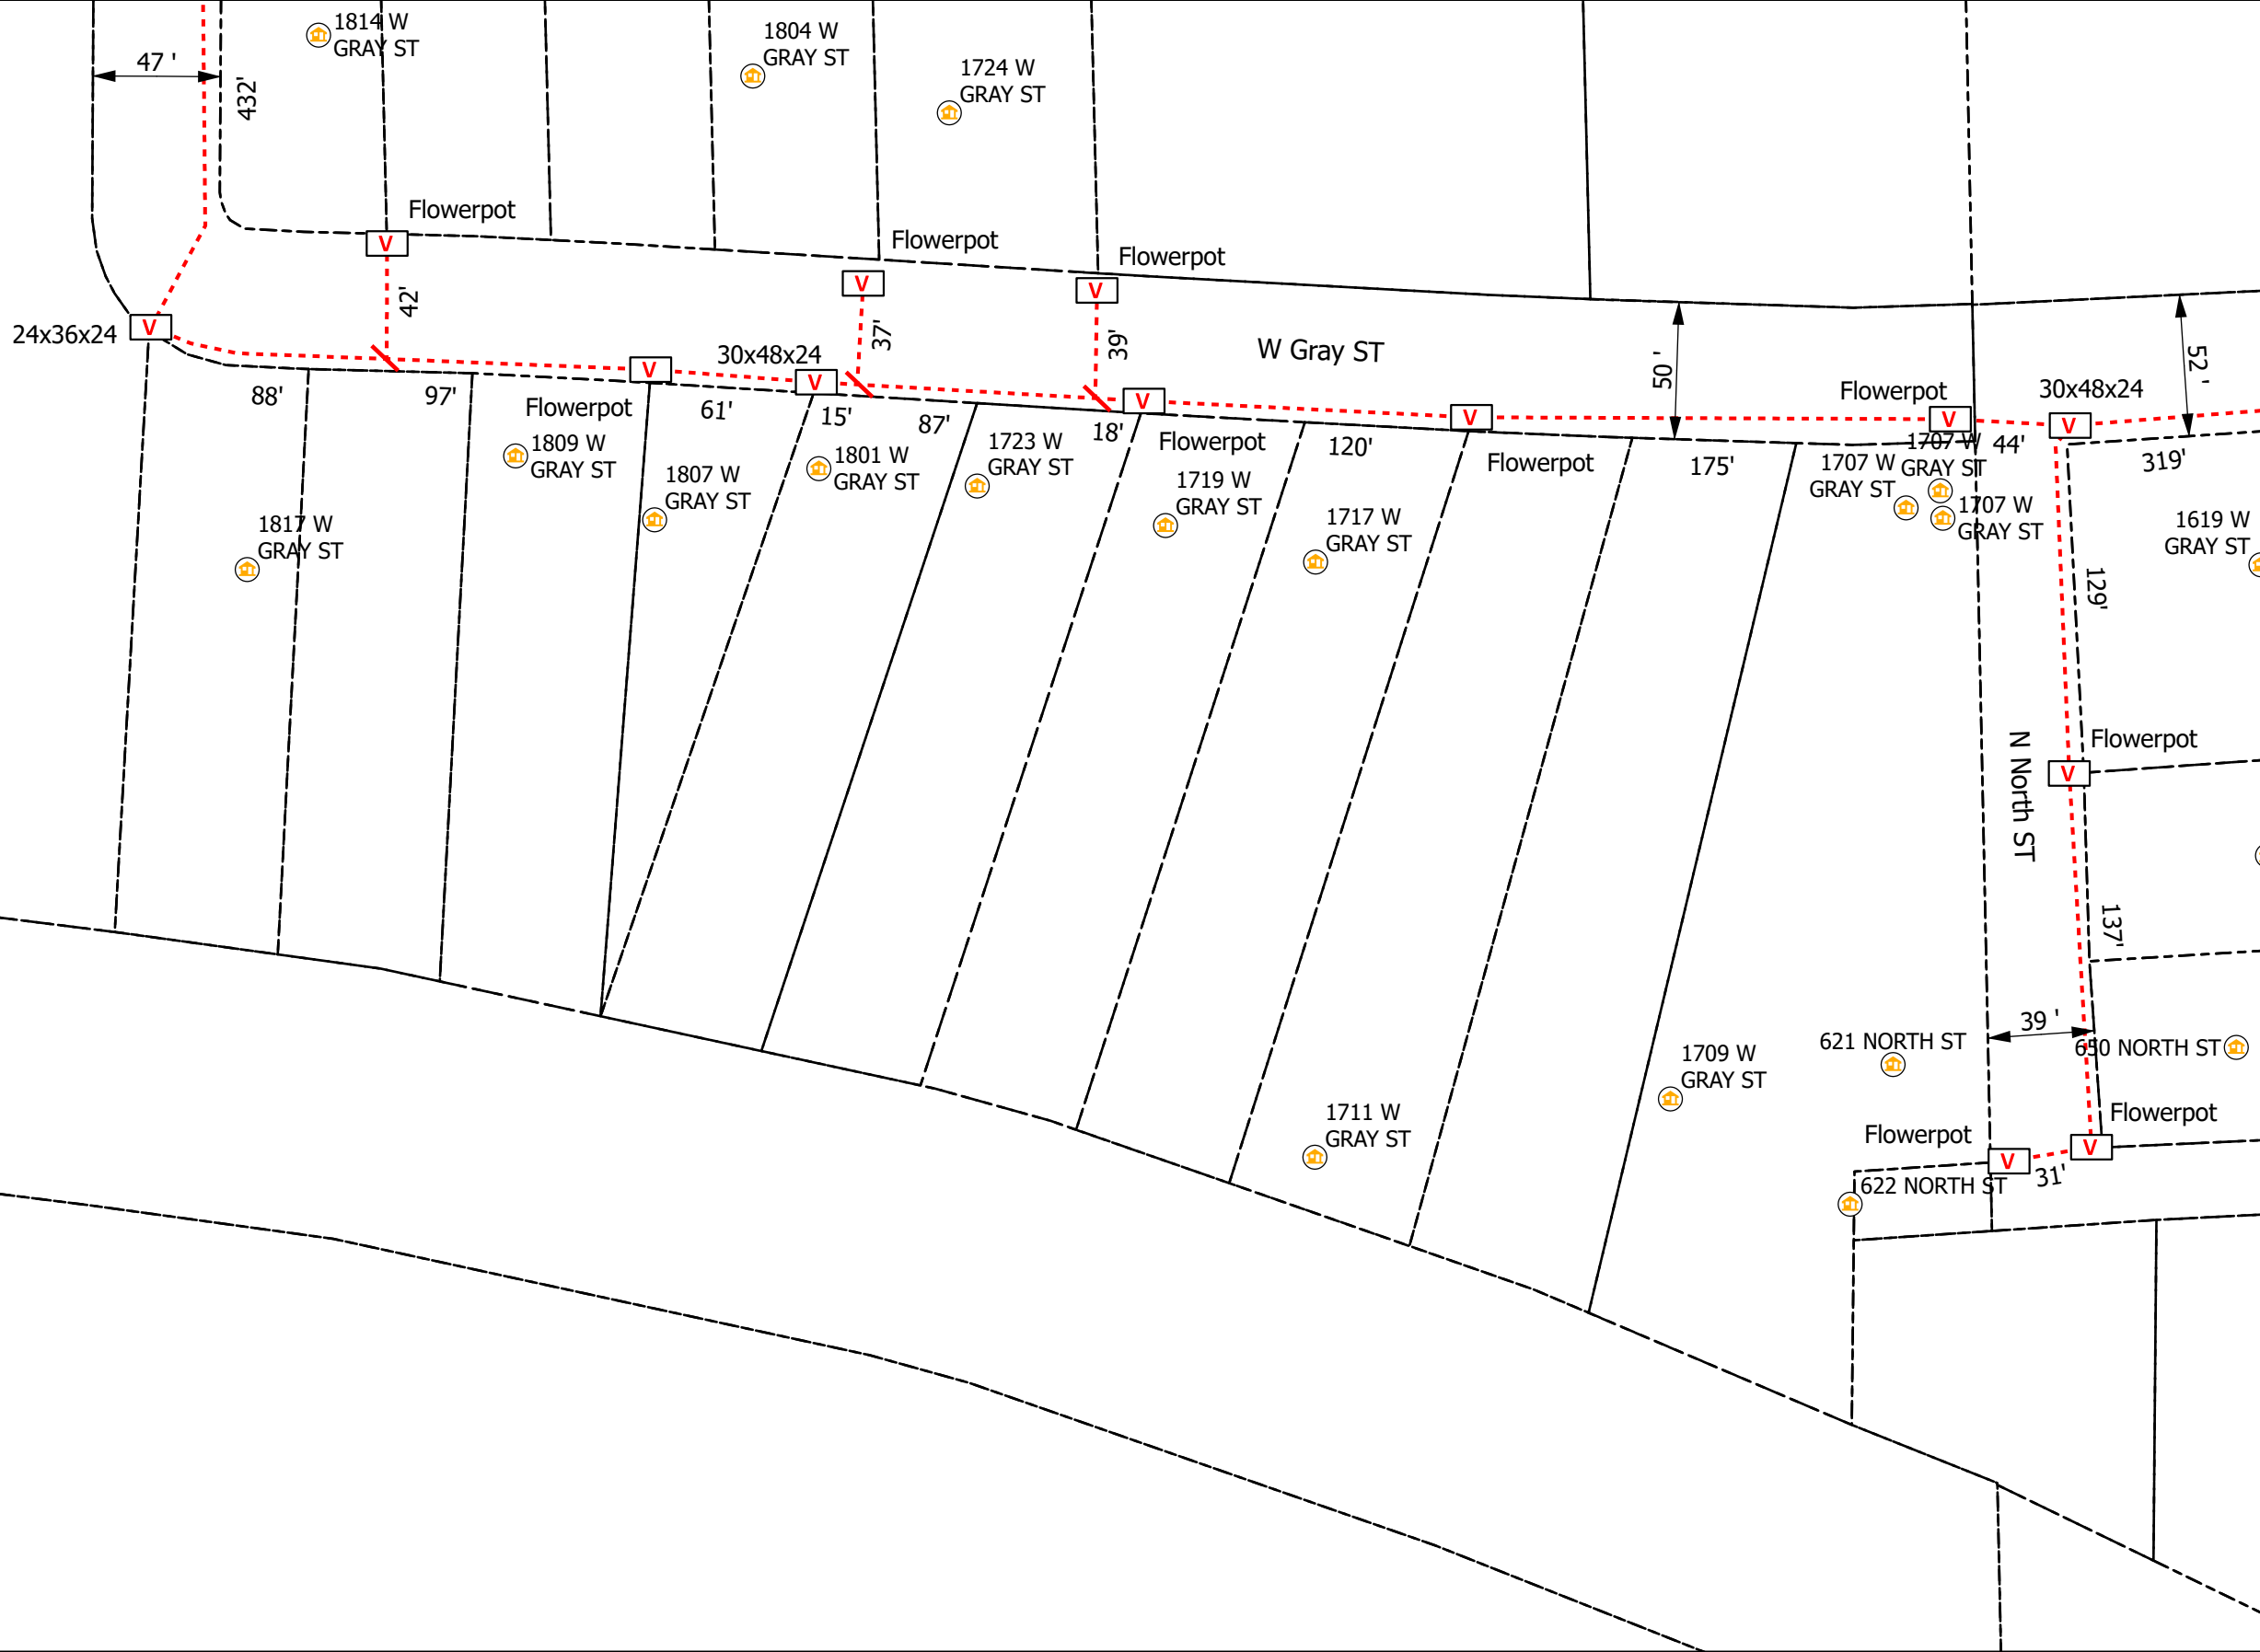 1814 W
GRAY ST
1804 W
GRAY ST
47 '
1724 W
GRAY ST
432'
Flowerpot
V
Flowerpot
Flowerpot
V
V
42'
24x36x24
V
37'
39'
W Gray ST
50 '
52 '
30x48x24
V
V
88'
97'
Flowerpot
61'
15'
87'
18'
V
Flowerpot
120'
V
Flowerpot
175'
Flowerpot
V
30x48x24
V
44'
319'
1809 W
GRAY ST
1807 W
GRAY ST
1801 W
GRAY ST
1723 W
GRAY ST
1719 W
GRAY ST
1717 W
GRAY ST
1707 W
GRAY ST
1707 W
GRAY ST
1707 W
GRAY ST
1817 W
GRAY ST
1619 W
GRAY ST
129'
Flowerpot
V
N North ST
137'
39 '
621 NORTH ST
650 NORTH ST
1709 W
GRAY ST
1711 W
GRAY ST
Flowerpot
Flowerpot
V
V
31'
622 NORTH ST